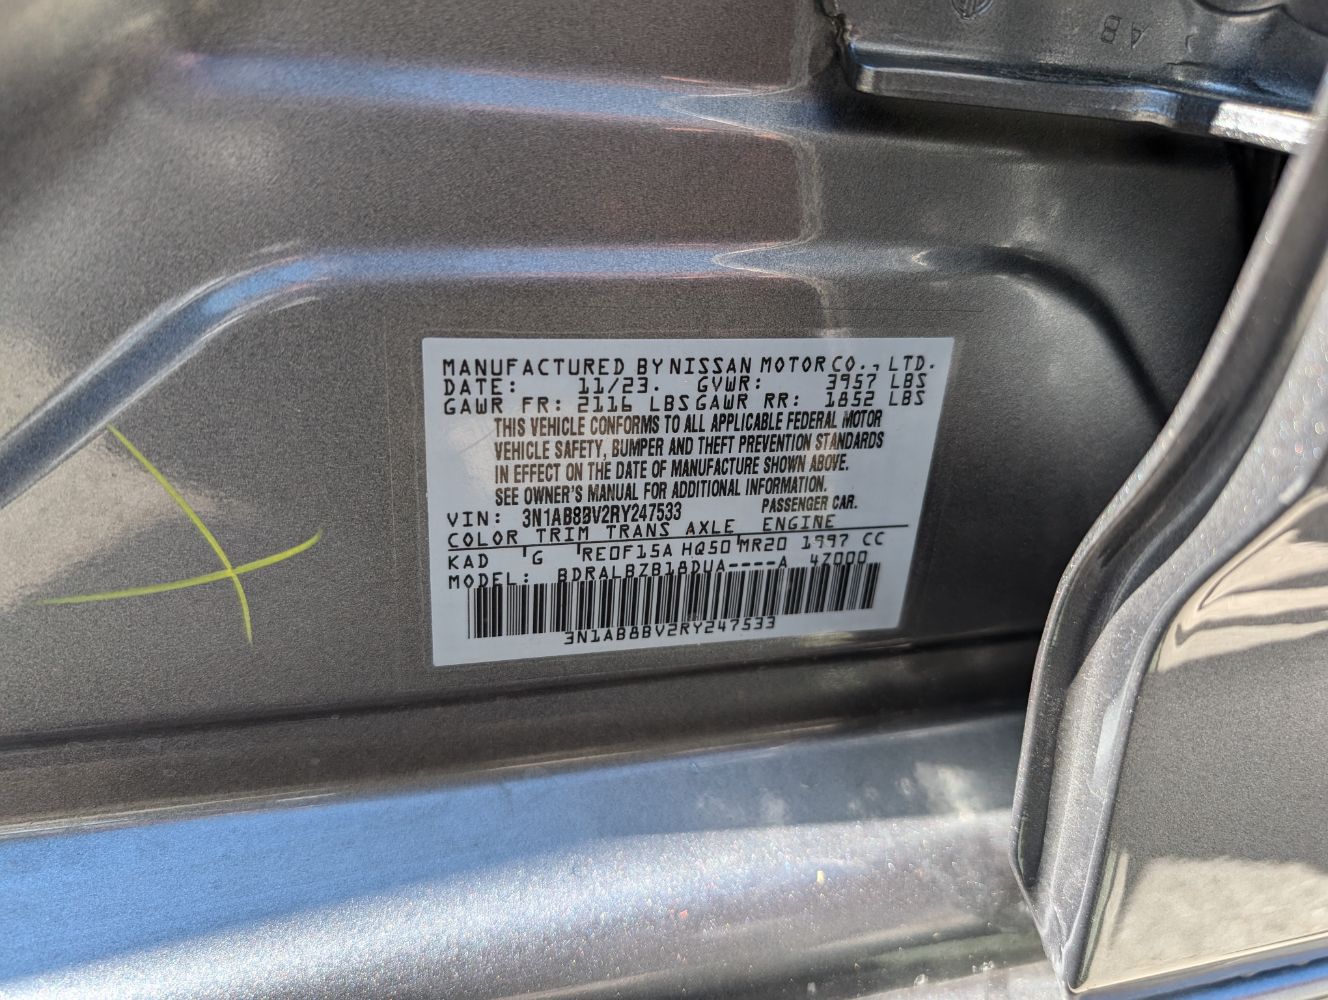 AB
MANUFACTURED BY NISSAN MOTOR CO., LTD.
DATE: 11/23. GVWR: 3957 LBS
GAWR FR: 2116 LBS GAWR RR: 1852 LBS
THIS VEHICLE CONFORMS TO ALL APPLICABLE FEDERAL MOTOR
VEHICLE SAFETY, BUMPER AND THEFT PREVENTION STANDARDS
IN EFFECT ON THE DATE OF MANUFACTURE SHOWN ABOVE.
SEE OWNER'S MANUAL FOR ADDITIONAL INFORMATION.
VIN: 3N1AB8BV2RY247533 PASSENGER CAR.
COLOR TRIM TRANS AXLE ENGINE
KAD G RE0F15A HQ50 MR20 1997 CC
MODEL: BDRALBZB18DUA----A 47000
3N1AB8BV2RY247533